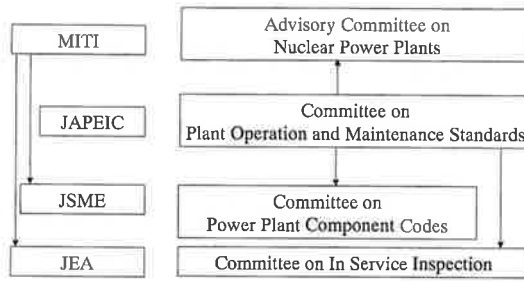 MITI
Advisory Committee on
Nuclear Power Plants
JAPEIC
Committee on
Plant Operation and Maintenance Standards
JSME
Committee on
Power Plant Component Codes
JEA
Committee on In Service Inspection